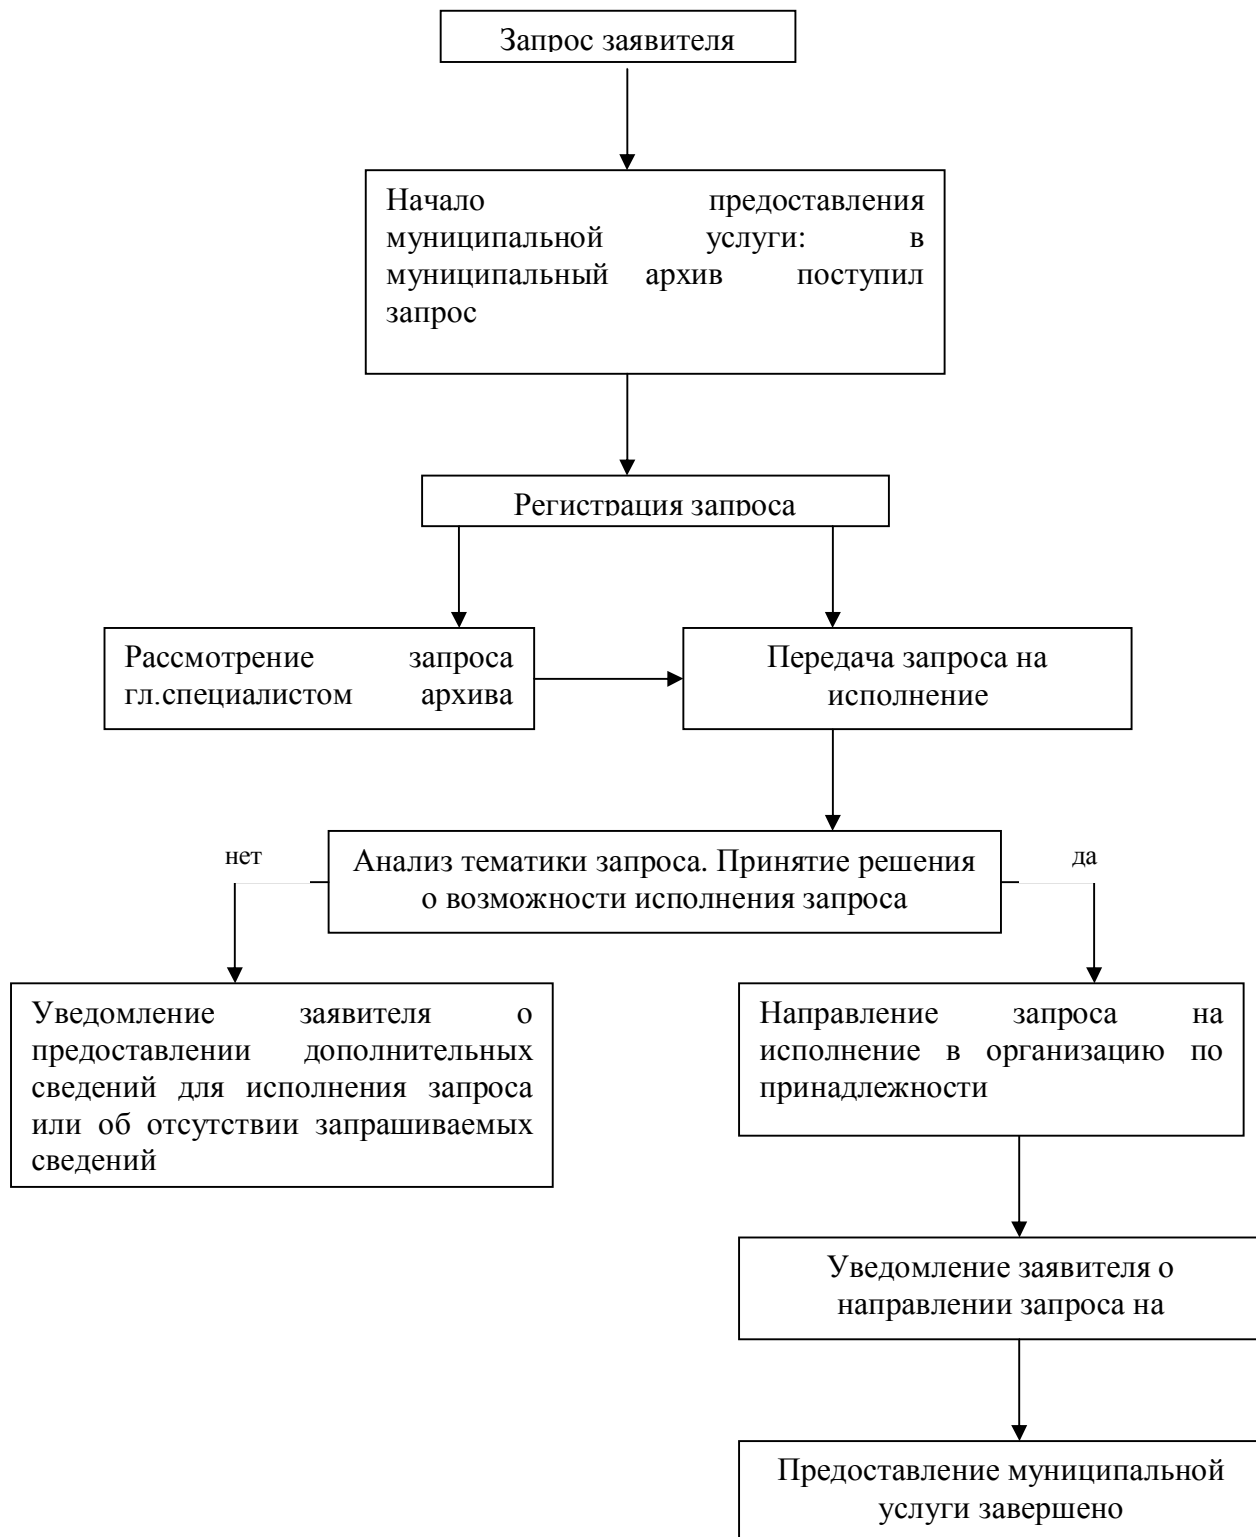 Запрос заявителя
Начало предоставления
муниципальной услуги: в
муниципальный архив поступил
запрос
Регистрация запроса
Рассмотрение запроса
гл.специалистом архива
Передача запроса на
исполнение
нет
Анализ тематики запроса. Принятие решения
о возможности исполнения запроса
да
Уведомление заявителя о
предоставлении дополнительных
сведений для исполнения запроса
или об отсутствии запрашиваемых
сведений
Направление запроса на
исполнение в организацию по
принадлежности
Уведомление заявителя о
направлении запроса на
Предоставление муниципальной
услуги завершено